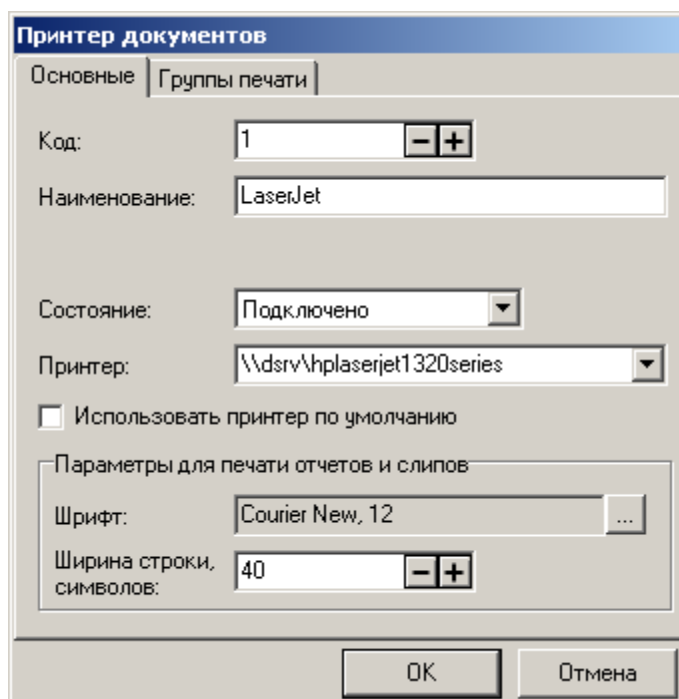 Принтер документов
Основные Группы печати
Код: 1
Наименование: LaserJet
Состояние: Подключено
Принтер: \\dsrv\hplaserjet1320series
Использовать принтер по умолчанию
Параметры для печати отчетов и слипов
Шрифт: Courier New, 12 ...
Ширина строки,
символов: 40
OK Отмена